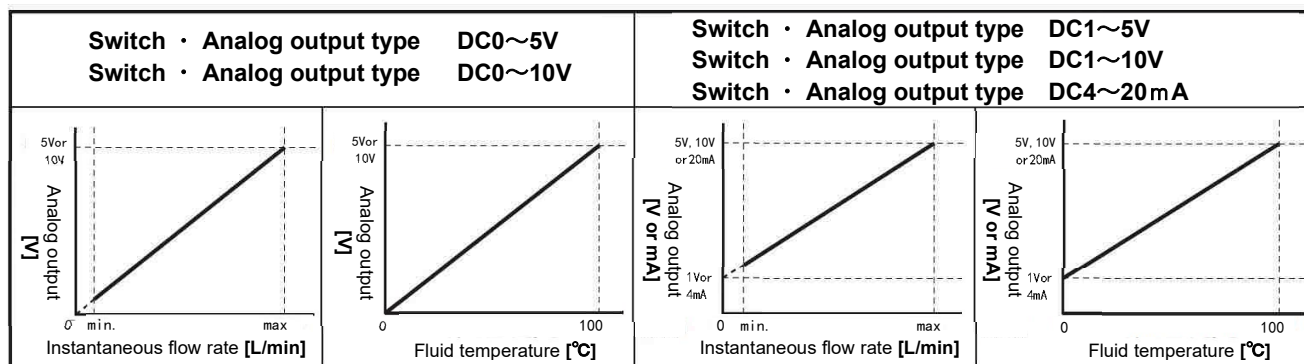 Switch ・ Analog output type DC0～5V
Switch ・ Analog output type DC0～10V
Switch ・ Analog output type DC1～5V
Switch ・ Analog output type DC1～10V
Switch ・ Analog output type DC4～20mA
5Vor
10V
Analog output
[V]
0 min. max
Instantaneous flow rate [L/min]
5Vor
10V
Analog output
[V]
0 100
Fluid temperature [℃]
5V, 10V
or20mA
Analog output
[V or mA]
1Vor
4mA
0 min. max
Instantaneous flow rate [L/min]
5V, 10V
or20mA
Analog output
[V or mA]
1Vor
4mA
0 100
Fluid temperature [℃]